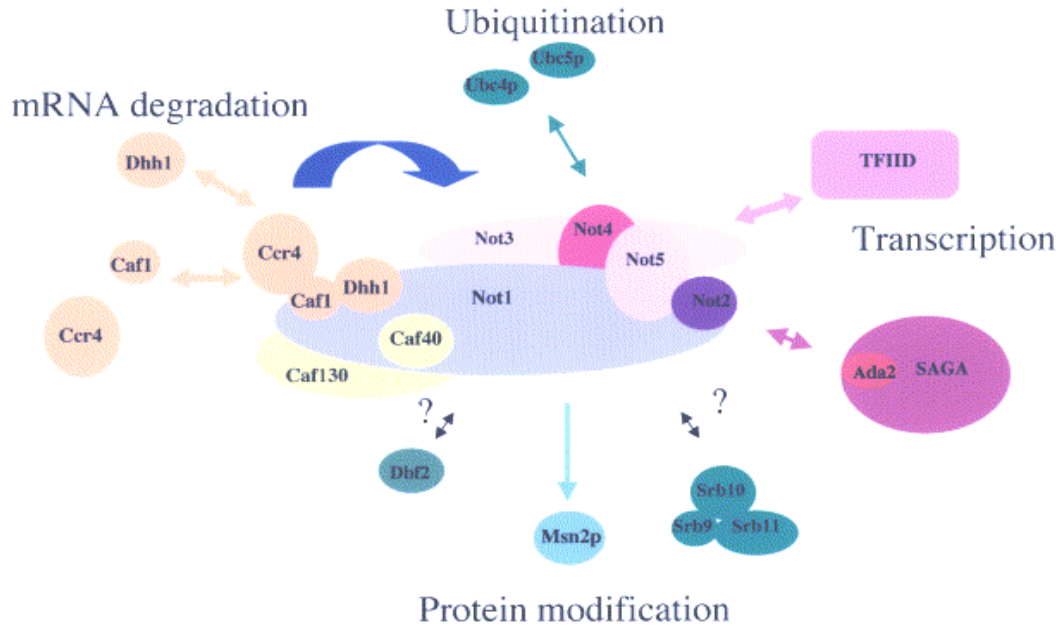 Ubiquitination
Ubc5p
Ubc4p
mRNA degradation
Dhh1
TFIID
Not4
Not3
Ccr4
Not5
Transcription
Caf1
Dhh1
Caf1
Not1
Not2
Ccr4
Caf40
Caf130
Ada2
SAGA
?
?
Dbf2
Srb10
Srb9
Srb11
Msn2p
Protein modification